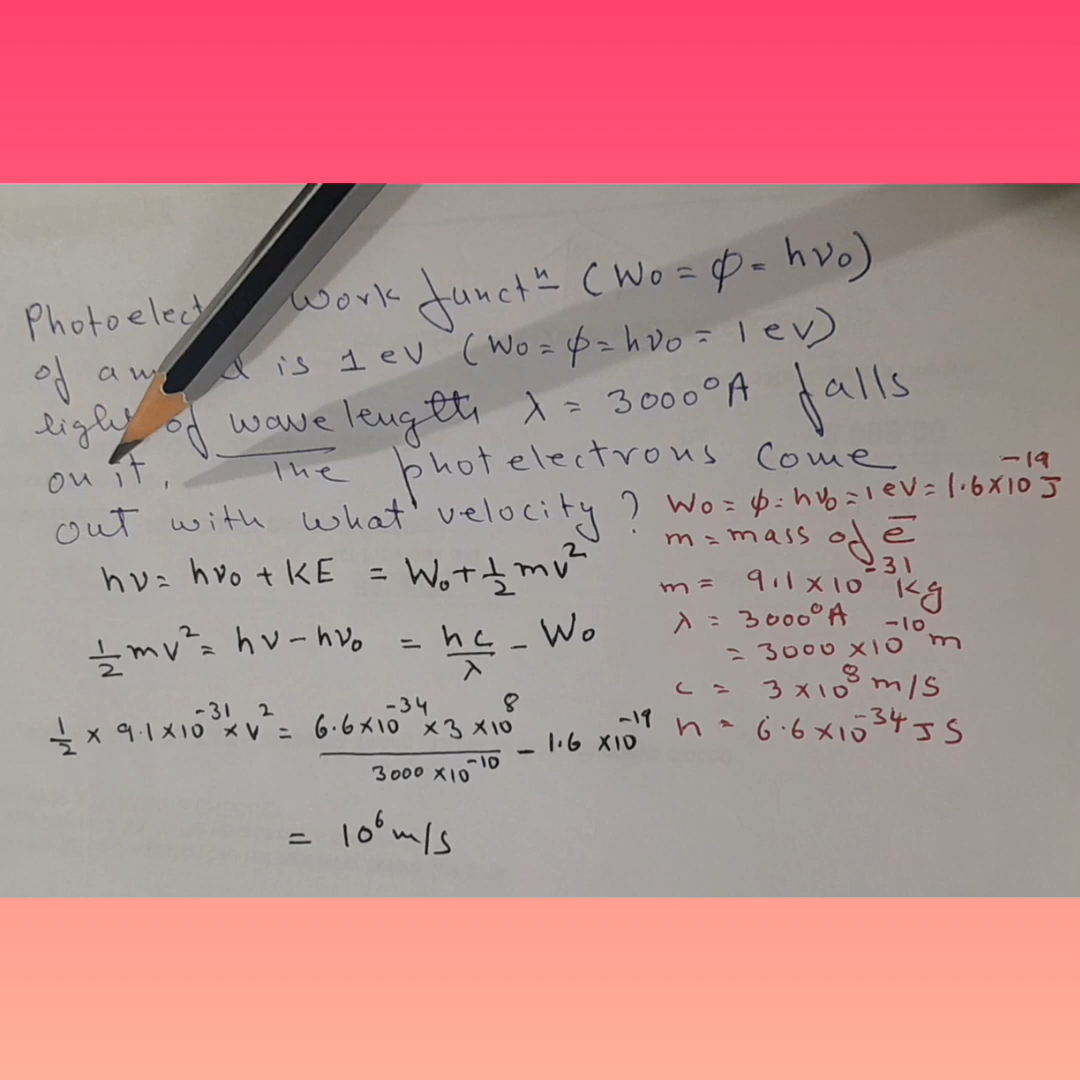 Photoelect work functⁿ (W₀ = ϕ = hν₀)
of a is 1 eV (W₀ = ϕ = hν₀ = 1 eV)
light of wavelength λ = 3000°A falls
on it. The photoelectrons come
out with what velocity?
hν = hν₀ + KE = W₀ + ½mv²
½mv² = hν − hν₀ = hc/λ − W₀
½ × 9.1×10⁻³¹ × v² = 6.6×10⁻³⁴ × 3×10⁸ / 3000×10⁻¹⁰ − 1.6×10⁻¹⁹
= 10⁶ m/s
W₀ = ϕ = hν₀ = 1 eV = 1.6×10⁻¹⁹ J
m = mass of e̅
m = 9.1×10⁻³¹ kg
λ = 3000°A
= 3000×10⁻¹⁰ m
c = 3×10⁸ m/s
h = 6.6×10⁻³⁴ JS